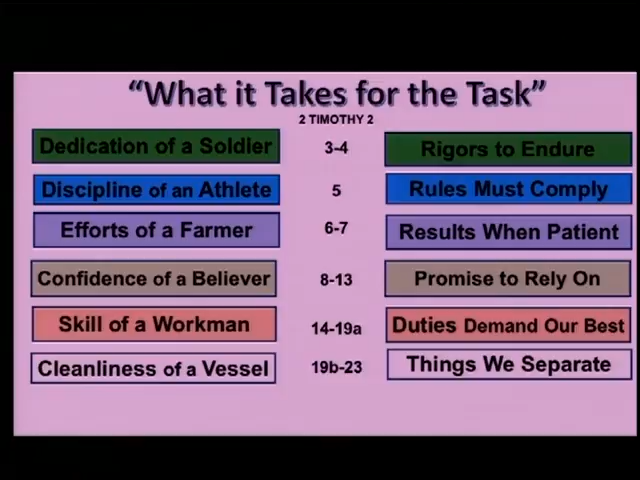 “What it Takes for the Task”
2 TIMOTHY 2
Dedication of a Soldier 3-4 Rigors to Endure
Discipline of an Athlete 5 Rules Must Comply
Efforts of a Farmer 6-7 Results When Patient
Confidence of a Believer 8-13 Promise to Rely On
Skill of a Workman 14-19a Duties Demand Our Best
Cleanliness of a Vessel 19b-23 Things We Separate